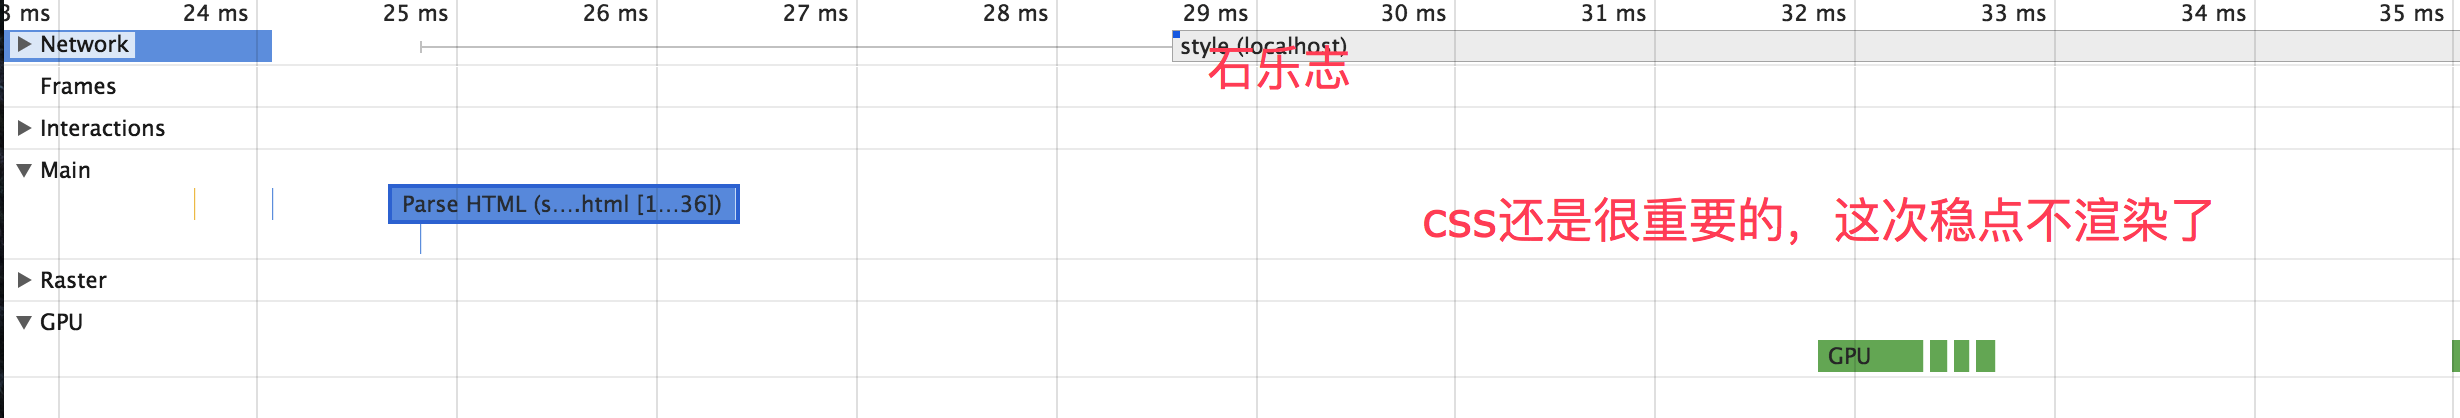 3 ms 24 ms 25 ms 26 ms 27 ms 28 ms 29 ms 30 ms 31 ms 32 ms 33 ms 34 ms 35 ms
Network
style (localhost)
石乐志
Frames
Interactions
Main
Parse HTML (s....html [1...36])
css还是很重要的，这次稳点不渲染了
Raster
GPU
GPU